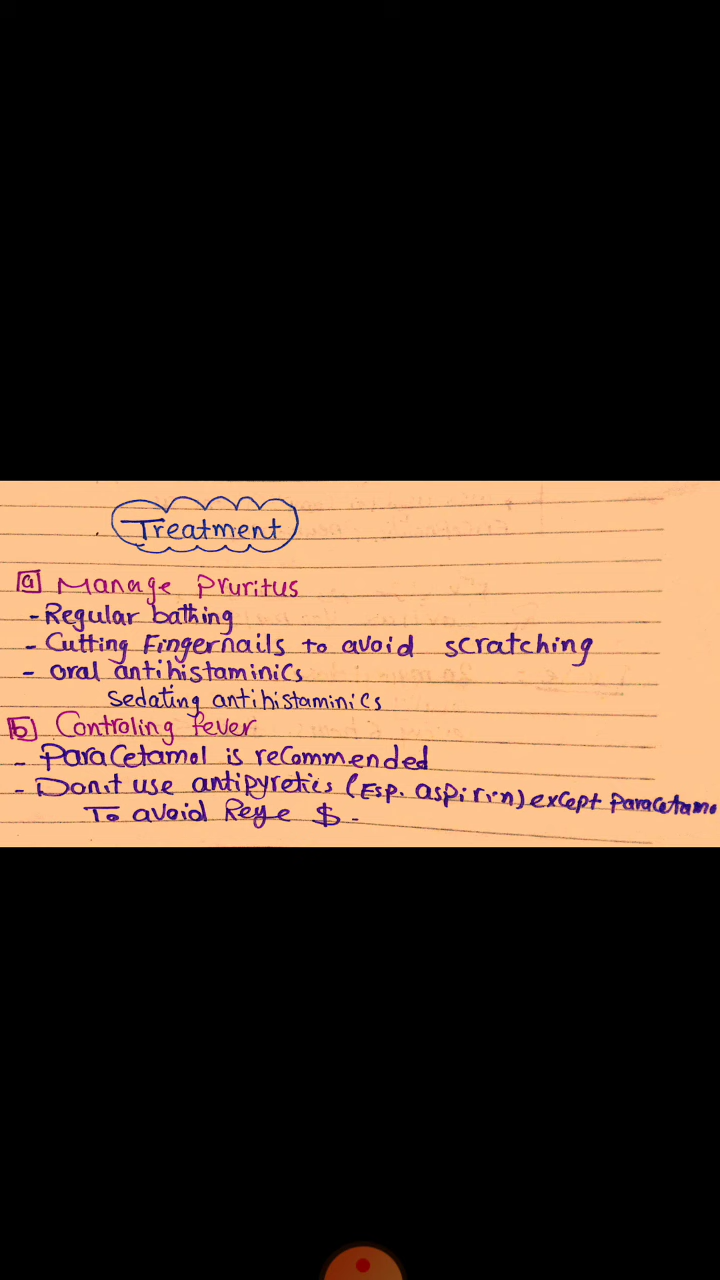 Treatment
a Manage Pruritus
- Regular bathing
- Cutting Fingernails to avoid scratching
- oral antihistaminics
sedating antihistaminics
b Controling fever
- Paracetamol is recommended
- Don't use antipyretics (Esp. aspirin) except Paracetamo
To avoid Reye $.